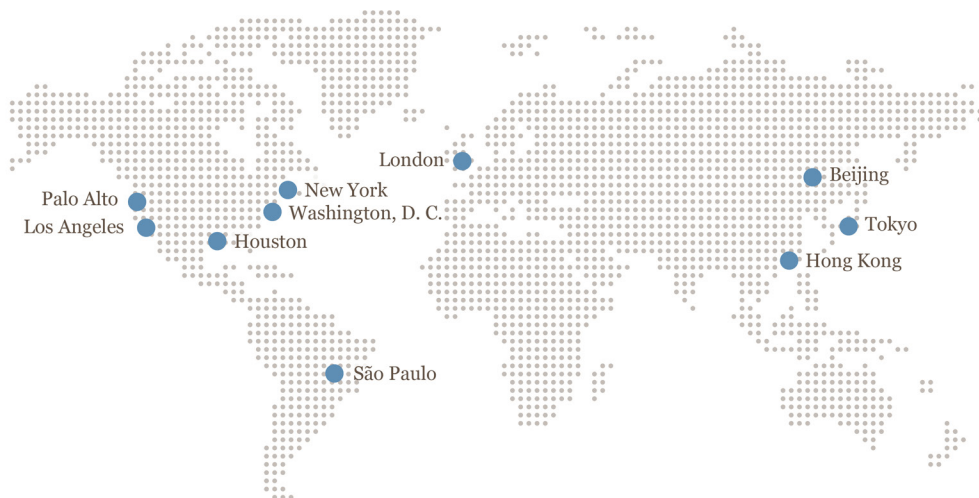 London
Beijing
New York
Palo Alto
Washington, D. C.
Los Angeles
Tokyo
Houston
Hong Kong
São Paulo